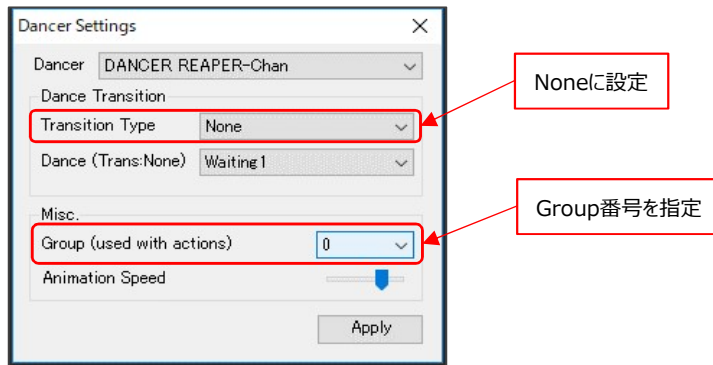 Dancer Settings
Dancer DANCER REAPER-Chan
Dance Transition
Transition Type None
Dance (Trans:None) Waiting1
Misc.
Group (used with actions) 0
Animation Speed
Apply
Noneに設定
Group番号を指定